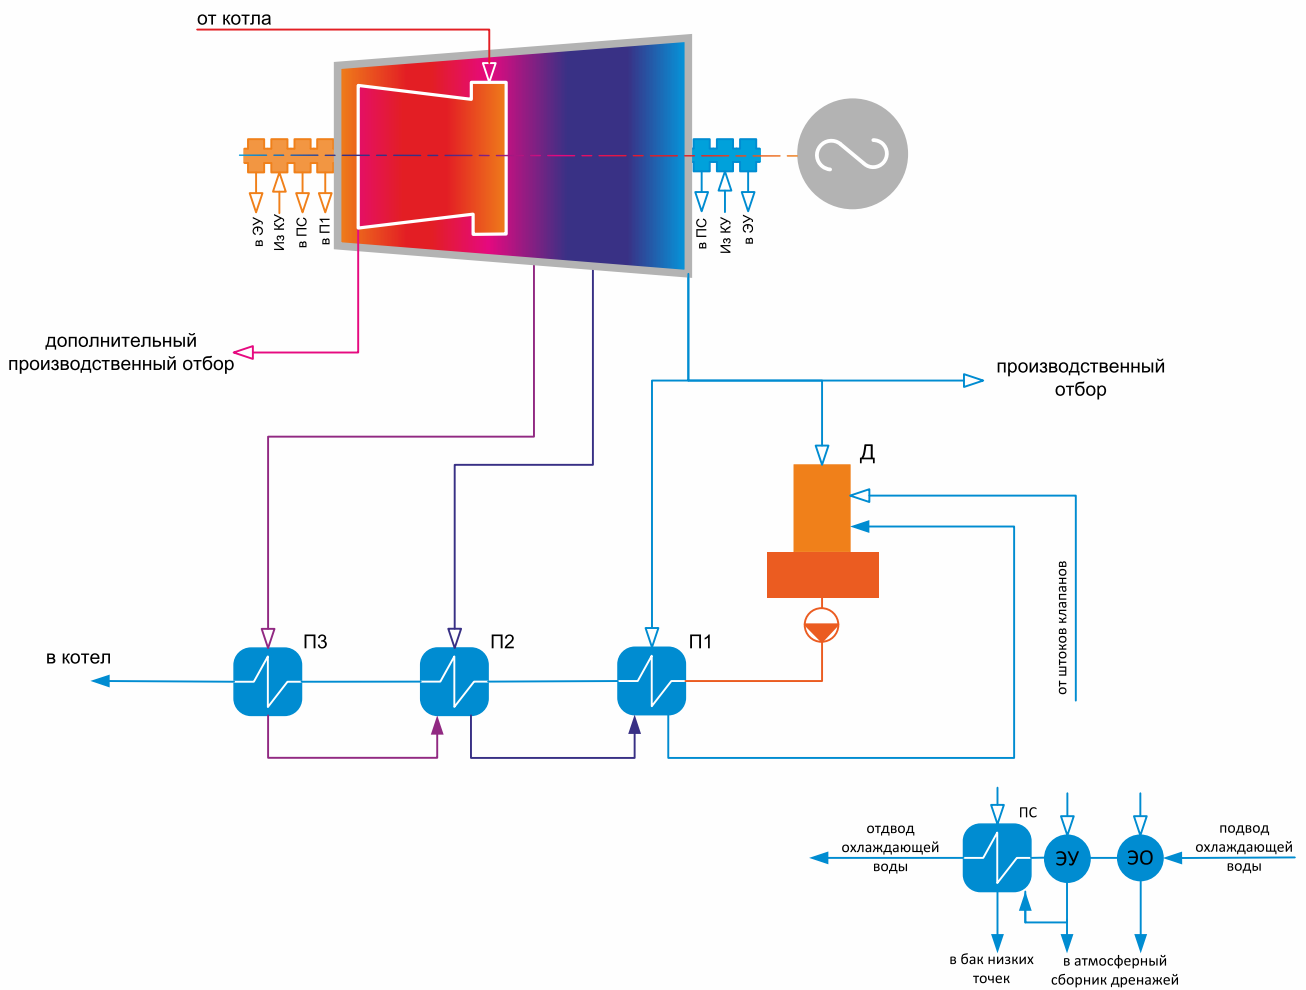 от котла
в ЭУ
Из КУ
в ПС
в П1
в ПС
Из КУ
в ЭУ
дополнительный
производственный отбор
производственный
отбор
Д
от штоков клапанов
П3
П2
П1
в котел
ПС
отдвод
охлаждающей
воды
ЭУ
ЭО
подвод
охлаждающей
воды
в бак низких
точек
в атмосферный
сборник дренажей